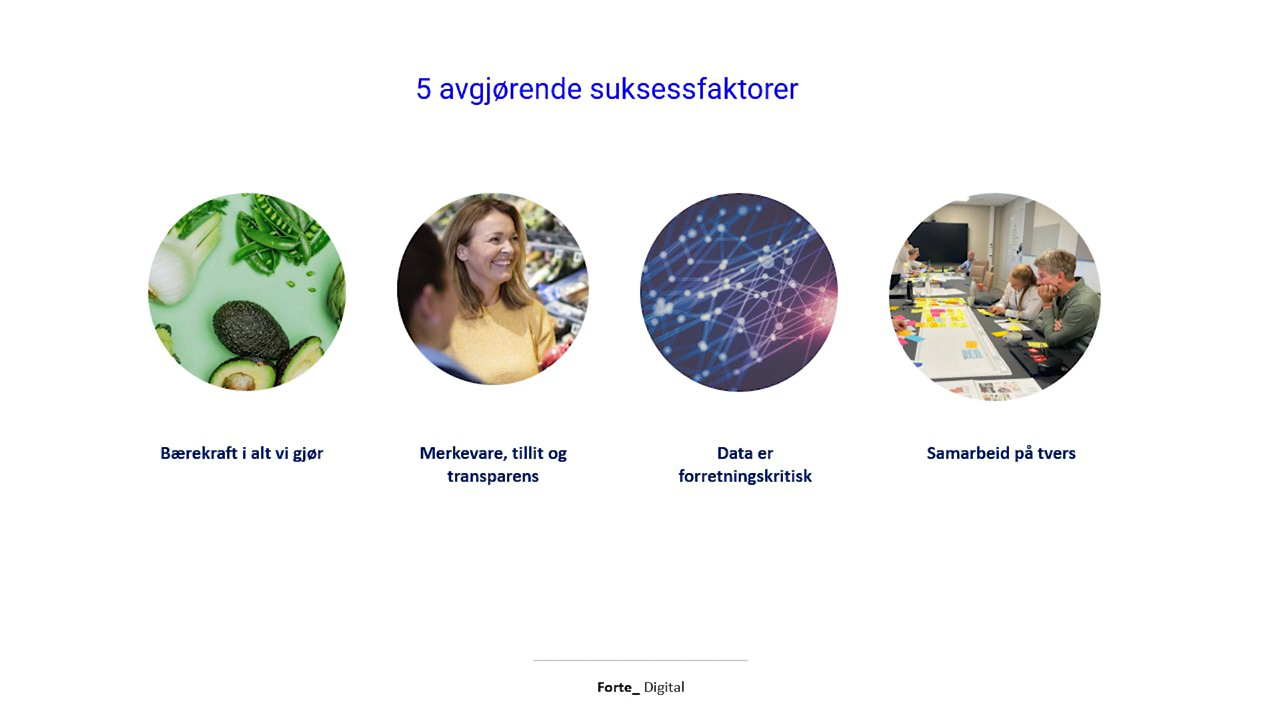 5 avgjørende suksessfaktorer
Bærekraft i alt vi gjør
Merkevare, tillit og
transparens
Data er
forretningskritisk
Samarbeid på tvers
Forte_ Digital